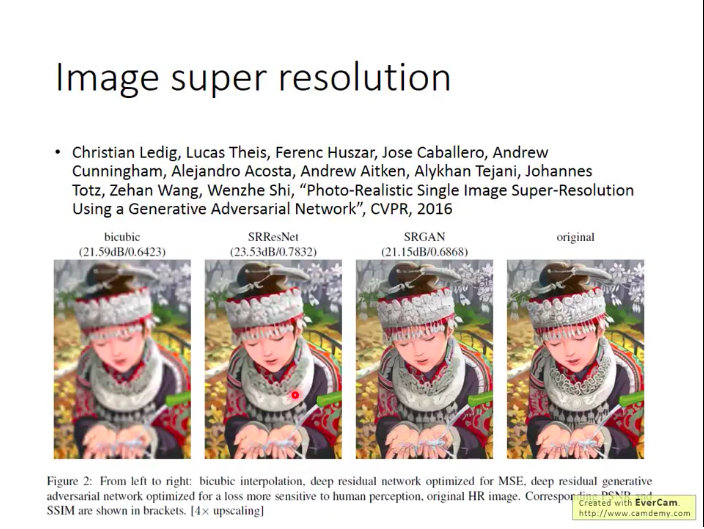 Image super resolution
• Christian Ledig, Lucas Theis, Ferenc Huszar, Jose Caballero, Andrew
Cunningham, Alejandro Acosta, Andrew Aitken, Alykhan Tejani, Johannes
Totz, Zehan Wang, Wenzhe Shi, “Photo-Realistic Single Image Super-Resolution
Using a Generative Adversarial Network”, CVPR, 2016
bicubic SRResNet SRGAN original
(21.59dB/0.6423) (23.53dB/0.7832) (21.15dB/0.6868)
Figure 2: From left to right: bicubic interpolation, deep residual network optimized for MSE, deep residual generative
adversarial network optimized for a loss more sensitive to human perception, original HR image. Corresponding PSNR and
SSIM are shown in brackets. [4× upscaling]
Created with EverCam.
http://www.camdemy.com